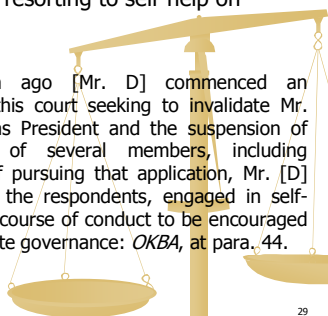 resorting to self help on
ago [Mr. D] commenced an
this court seeking to invalidate Mr.
as President and the suspension of
of several members, including
pursuing that application, Mr. [D]
the respondents, engaged in self-
course of conduct to be encouraged
governance: OKBA, at para. 44.
29